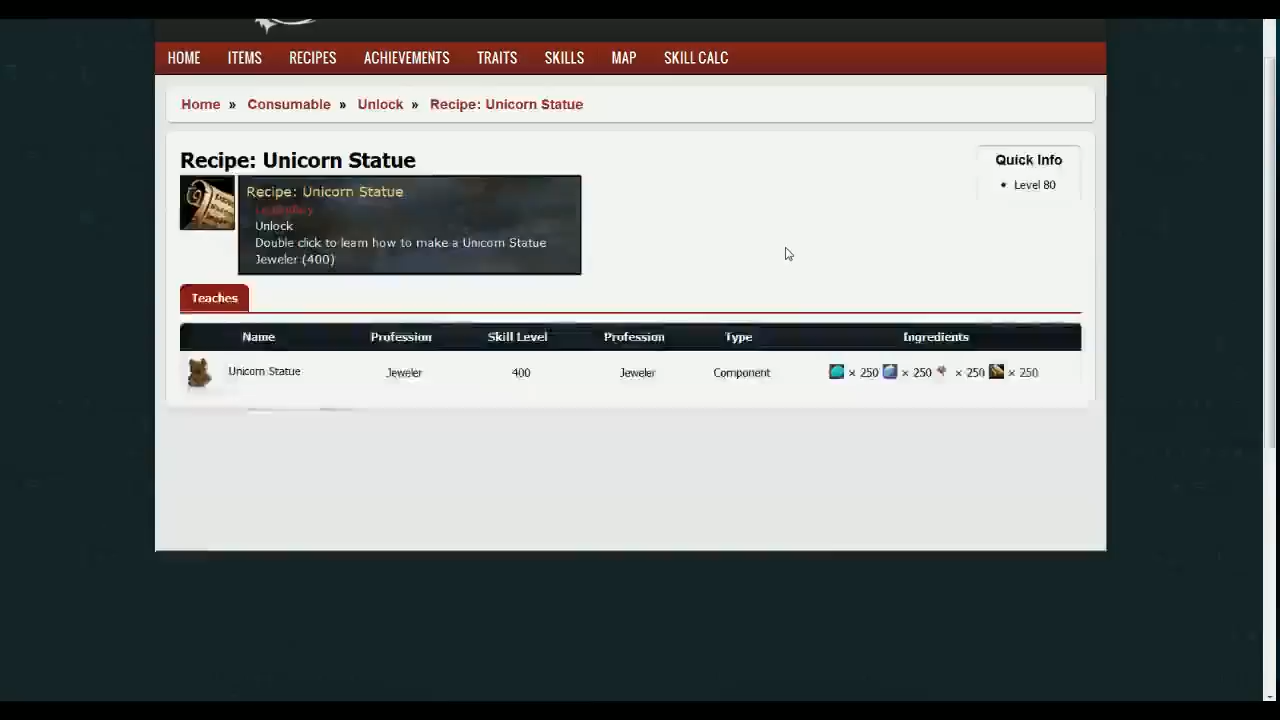 HOME ITEMS RECIPES ACHIEVEMENTS TRAITS SKILLS MAP SKILL CALC
Home » Consumable » Unlock » Recipe: Unicorn Statue
Recipe: Unicorn Statue
Quick Info
• Level 80
Recipe: Unicorn Statue
Legendary
Unlock
Double click to learn how to make a Unicorn Statue
Jeweler (400)
Teaches
Name Profession Skill Level Profession Type Ingredients
Unicorn Statue Jeweler 400 Jeweler Component × 250 × 250 × 250 × 250